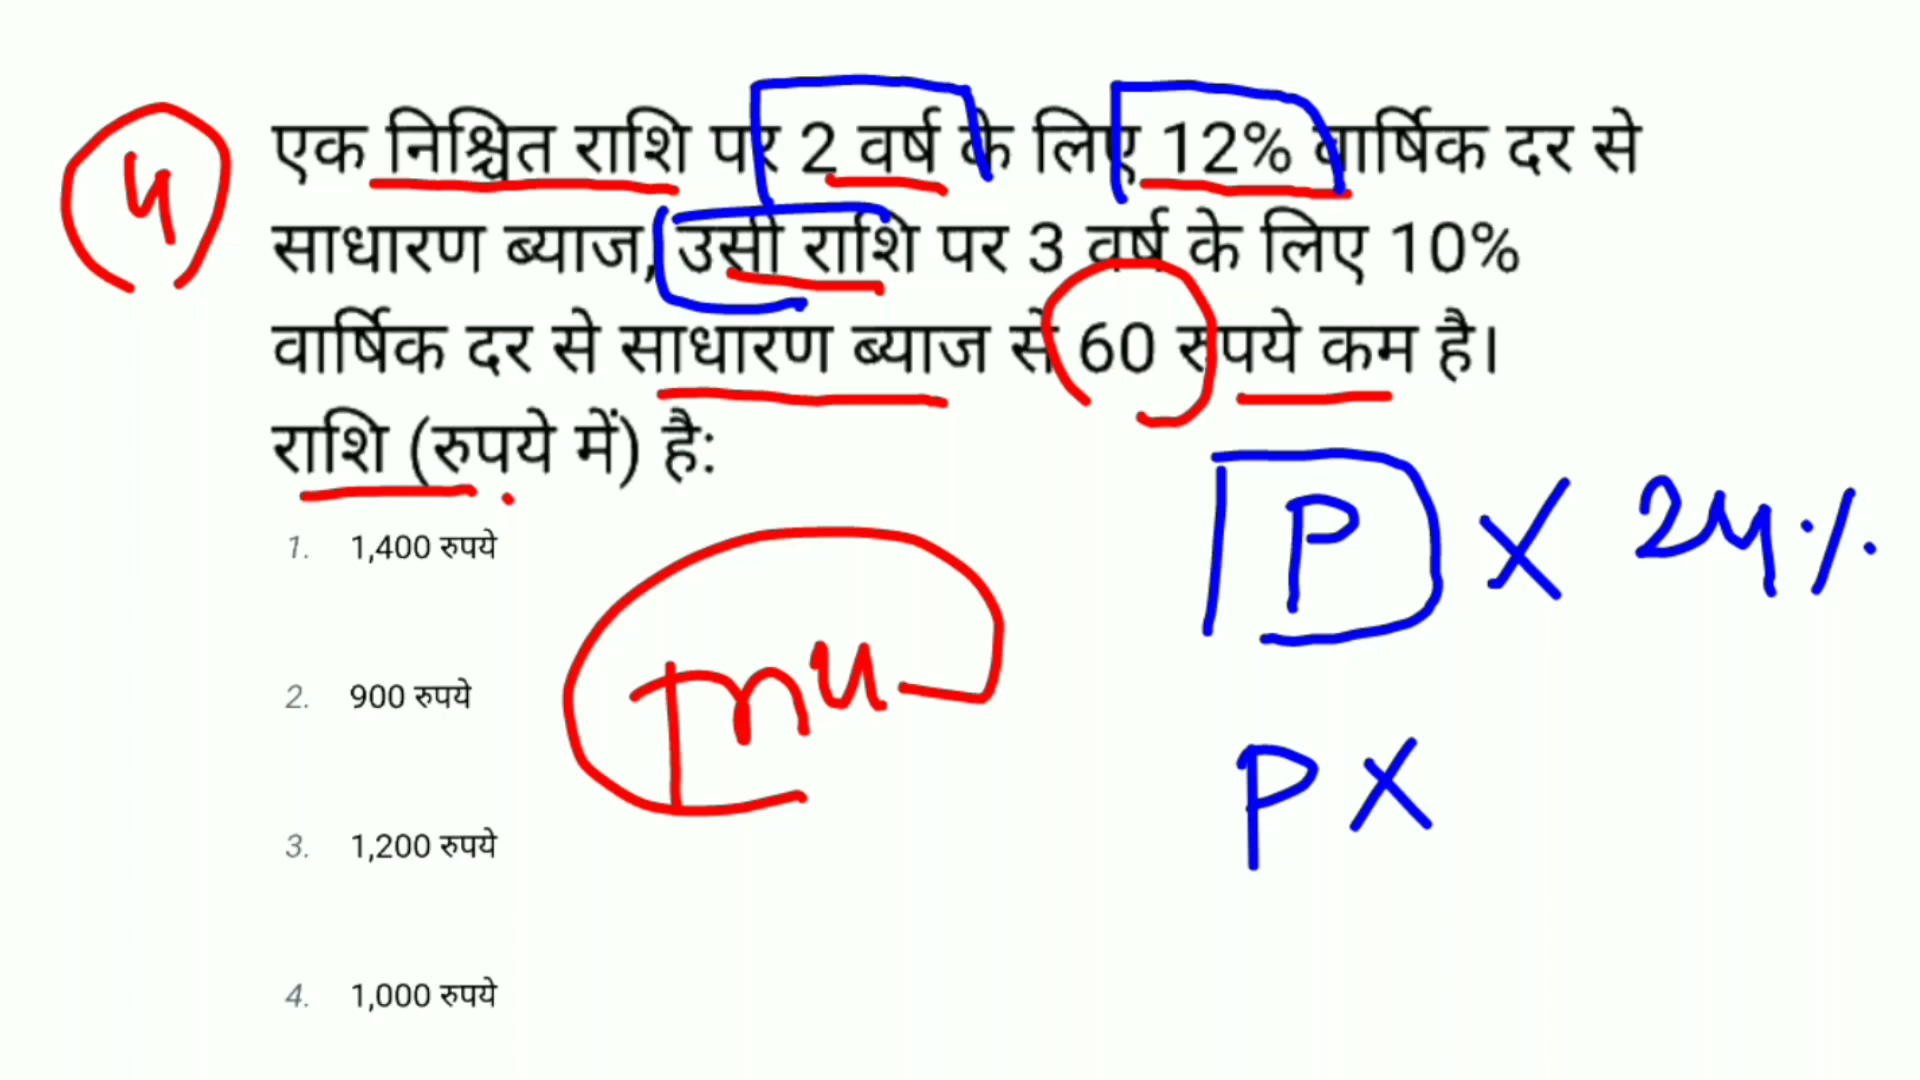 4
एक निश्चित राशि पर 2 वर्ष के लिए 12% वार्षिक दर से
साधारण ब्याज, उसी राशि पर 3 वर्ष के लिए 10%
वार्षिक दर से साधारण ब्याज से 60 रुपये कम है।
राशि (रुपये में) है:
P × 24%
P ×
1. 1,400 रुपये
2. 900 रुपये
3. 1,200 रुपये
4. 1,000 रुपये